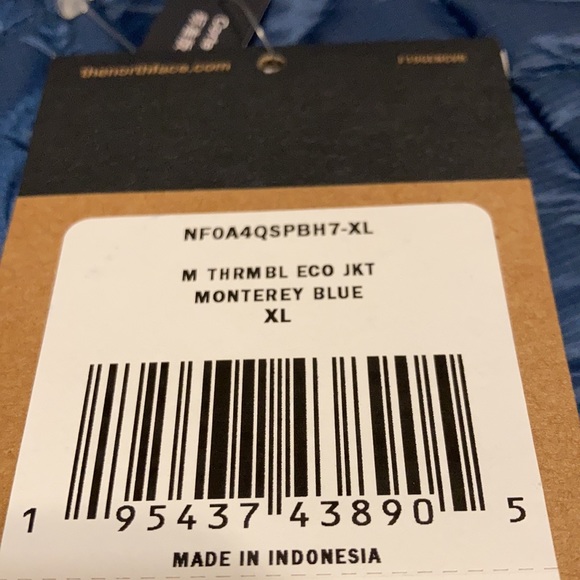 thenorthface.com
NF0A4QSPBH7-XL
M THRMBL ECO JKT
MONTEREY BLUE
XL
1 95437 43890 5
MADE IN INDONESIA